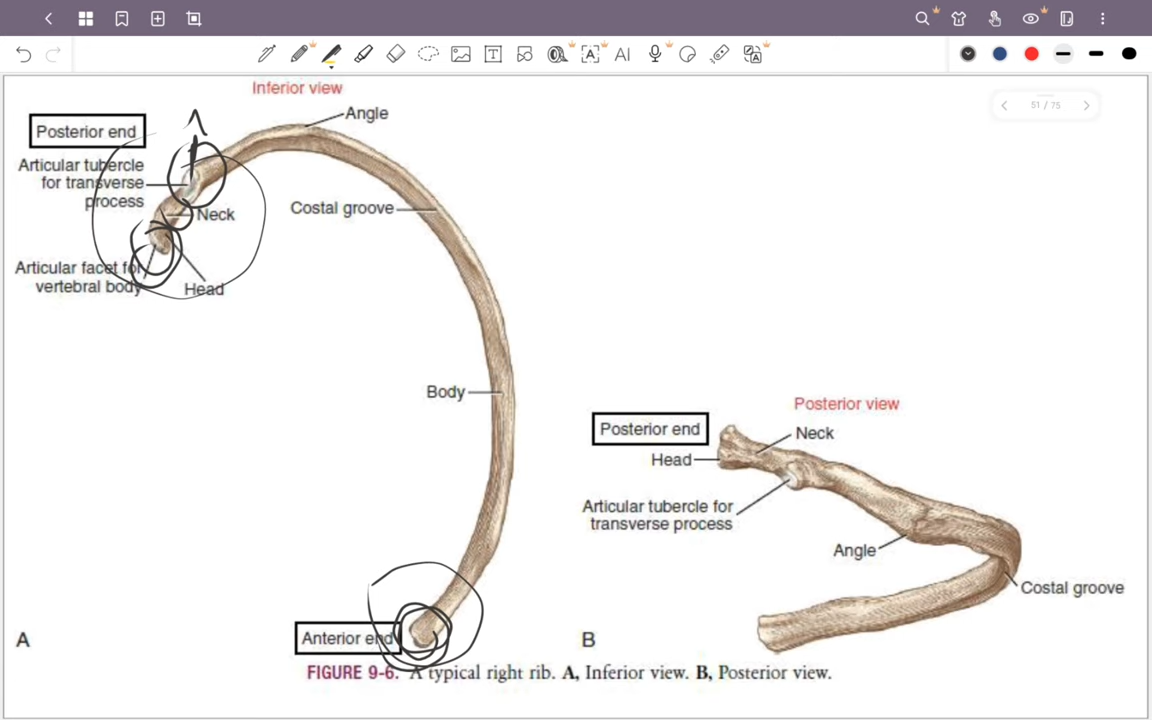 51 / 75
Inferior view
Angle
Posterior end
Articular tubercle
for transverse
process
Neck
Costal groove
Articular facet for
vertebral body
Head
Body
Anterior end
A
Posterior view
Posterior end
Neck
Head
Articular tubercle for
transverse process
Angle
Costal groove
B
FIGURE 9-6. A typical right rib. A, Inferior view. B, Posterior view.
AI
A